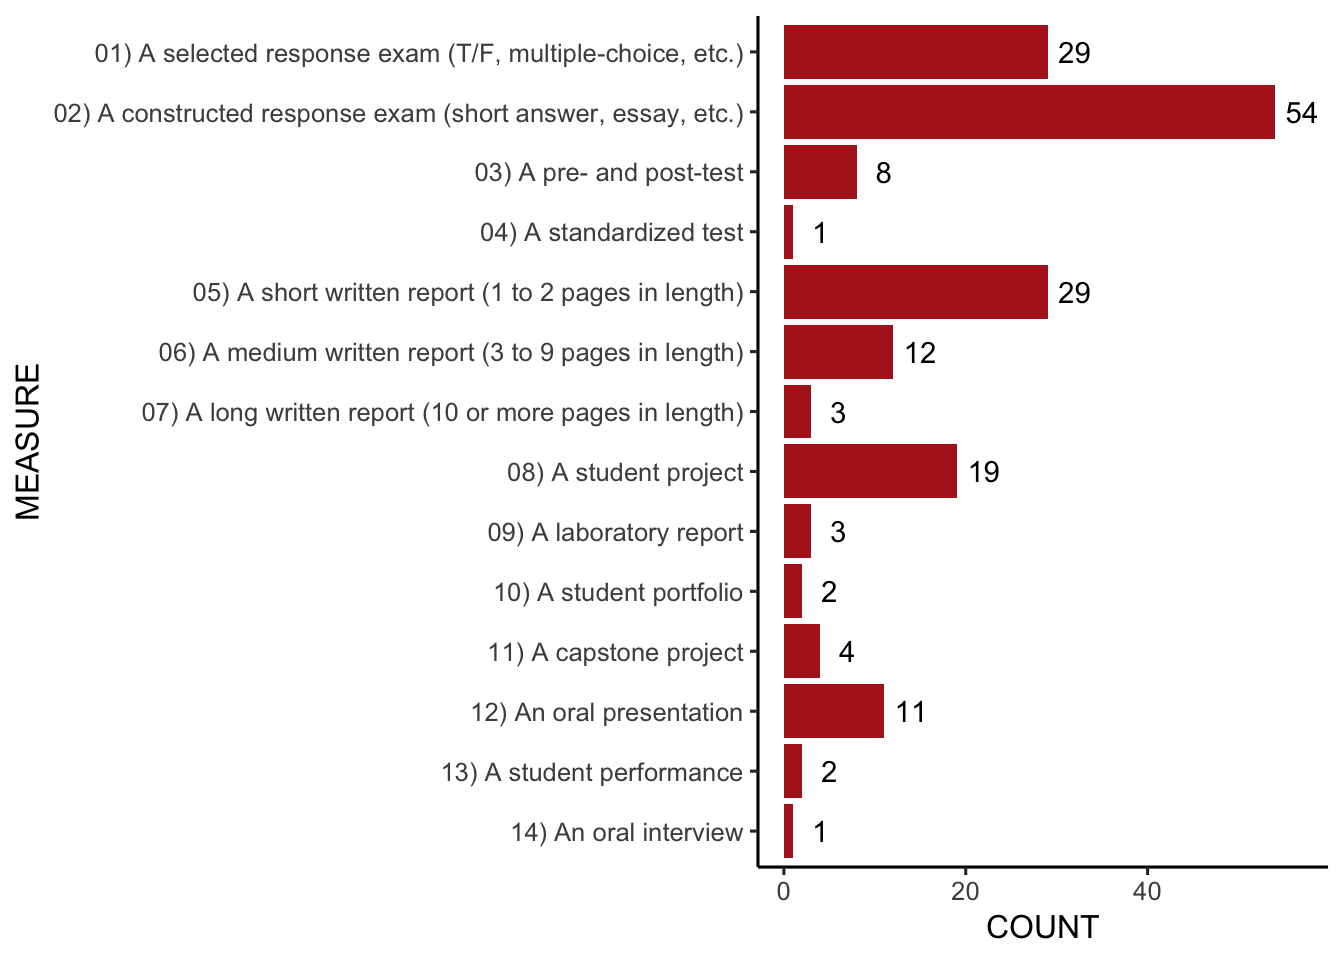 01) A selected response exam (T/F, multiple-choice, etc.) 29
02) A constructed response exam (short answer, essay, etc.) 54
03) A pre- and post-test 8
04) A standardized test 1
05) A short written report (1 to 2 pages in length) 29
06) A medium written report (3 to 9 pages in length) 12
07) A long written report (10 or more pages in length) 3
08) A student project 19
09) A laboratory report 3
10) A student portfolio 2
11) A capstone project 4
12) An oral presentation 11
13) A student performance 2
14) An oral interview 1
MEASURE
0 20 40
COUNT